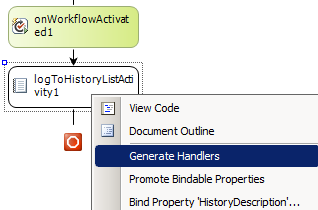 onWorkflowActivat
ed1
logToHistoryListActi
vity1
View Code
Document Outline
Generate Handlers
Promote Bindable Properties
Bind Property 'HistoryDescription'...